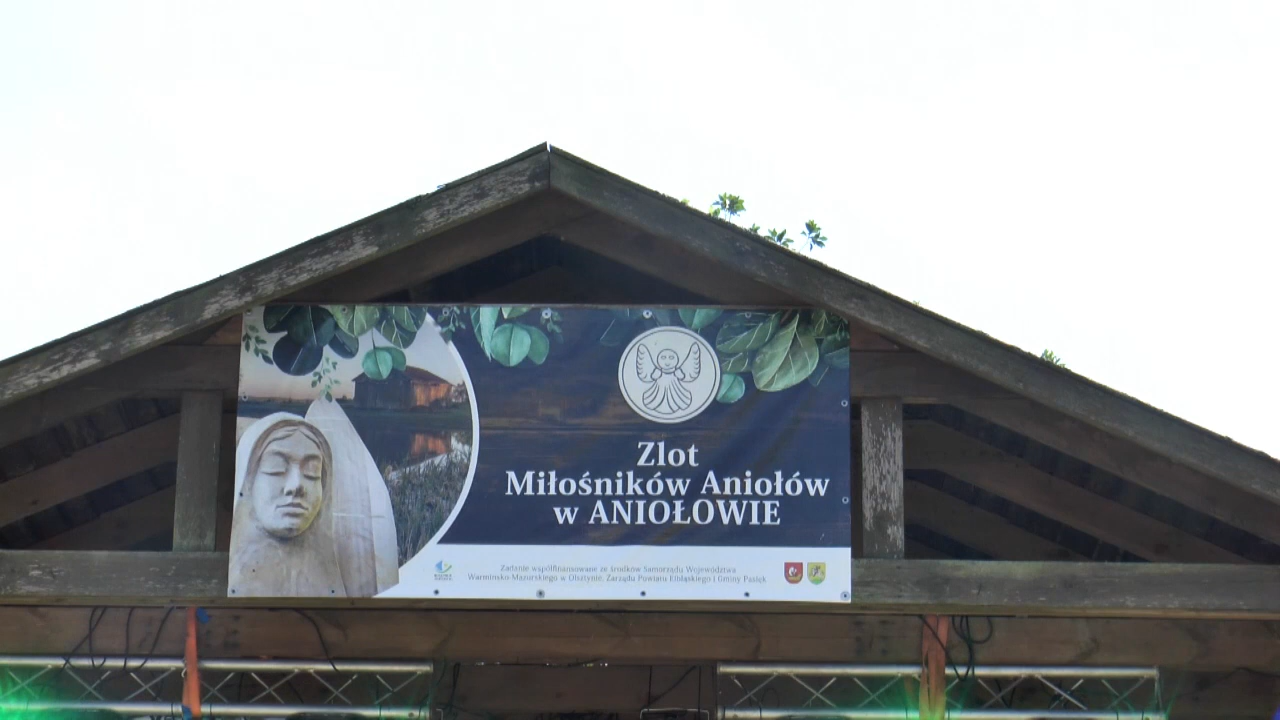 Zlot
Miłośników Aniołów
w ANIOŁOWIE
Zadanie współfinansowane ze środków Samorządu Województwa
Warmińsko-Mazurskiego w Olsztynie, Zarządu Powiatu Elbląskiego i Gminy Pasłęk